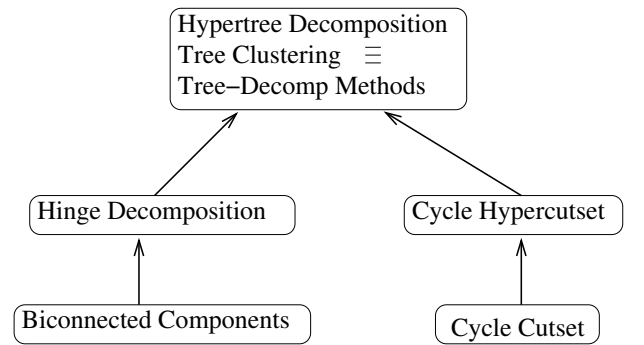 Hypertree Decomposition
Tree Clustering ≡
Tree−Decomp Methods
Hinge Decomposition
Cycle Hypercutset
Biconnected Components
Cycle Cutset